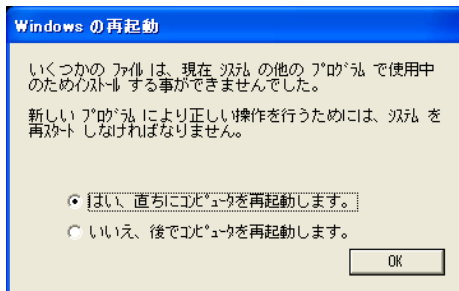 Windows の再起動
いくつかの ﾌｧｲﾙ は、現在 ｼｽﾃﾑ の他の ﾌﾟﾛｸﾞﾗﾑ で使用中
のためｲﾝｽﾄｰﾙ する事ができませんでした。
新しい ﾌﾟﾛｸﾞﾗﾑ により正しい操作を行うためには、ｼｽﾃﾑ を
再ｽﾀｰﾄ しなければなりません。
はい、直ちにｺﾝﾋﾟｭｰﾀを再起動します。
いいえ、後でｺﾝﾋﾟｭｰﾀを再起動します。
OK